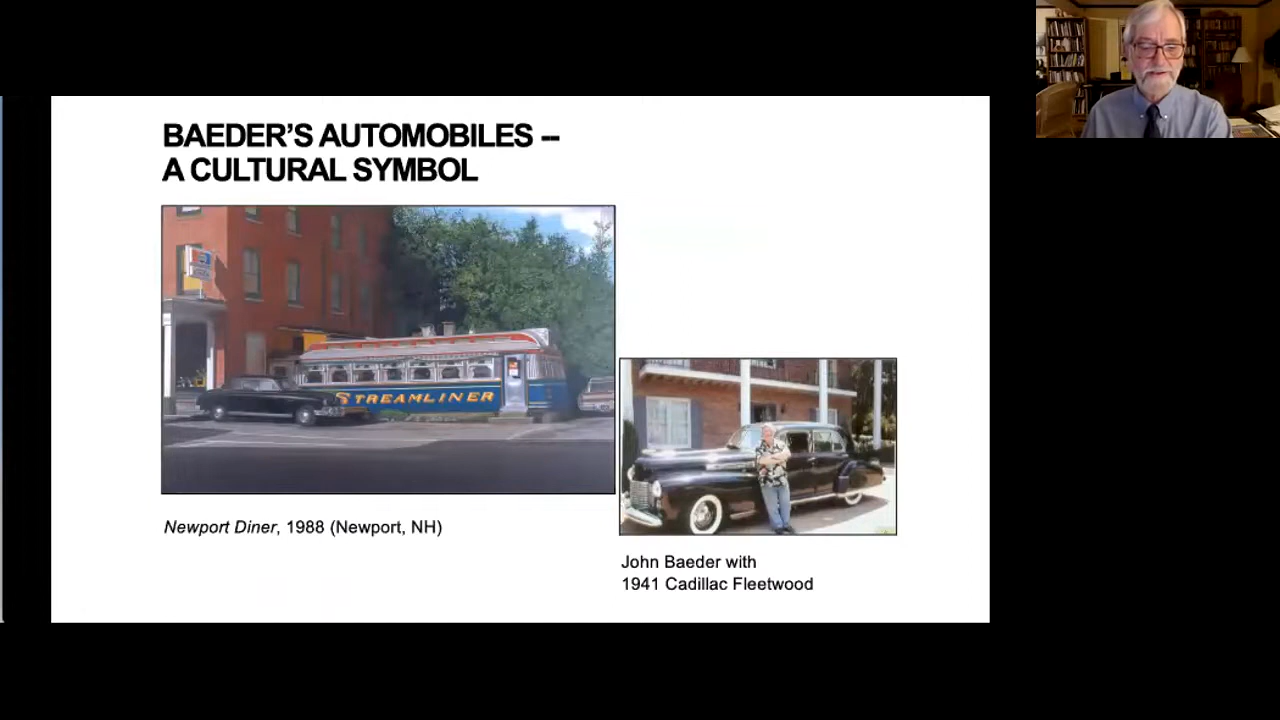 BAEDER'S AUTOMOBILES --
A CULTURAL SYMBOL
STREAMLINER
Newport Diner, 1988 (Newport, NH)
John Baeder with
1941 Cadillac Fleetwood